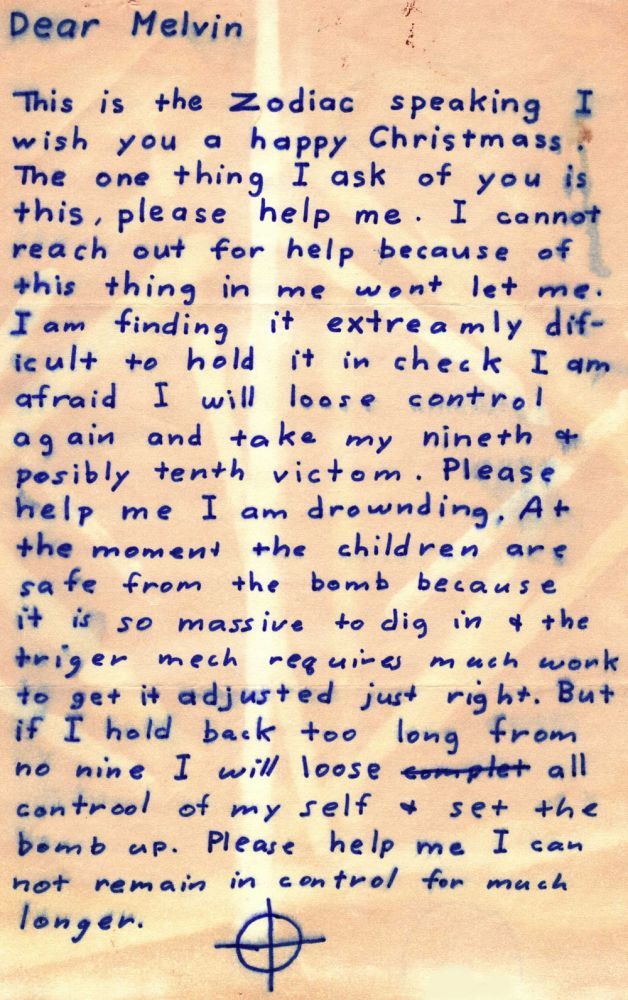 Dear Melvin
This is the Zodiac speaking I
wish you a happy Christmass.
The one thing I ask of you is
this, please help me. I cannot
reach out for help because of
this thing in me wont let me.
I am finding it extreamly dif-
icult to hold it in check I am
afraid I will loose control
again and take my nineth &
posibly tenth victom. Please
help me I am drownding. At
the moment the children are
safe from the bomb because
it is so massive to dig in & the
triger mech requires much work
to get it adjusted just right. But
if I hold back too long from
no nine I will loose complet all
controol of my self & set the
bomb up. Please help me I can
not remain in control for much
longer.